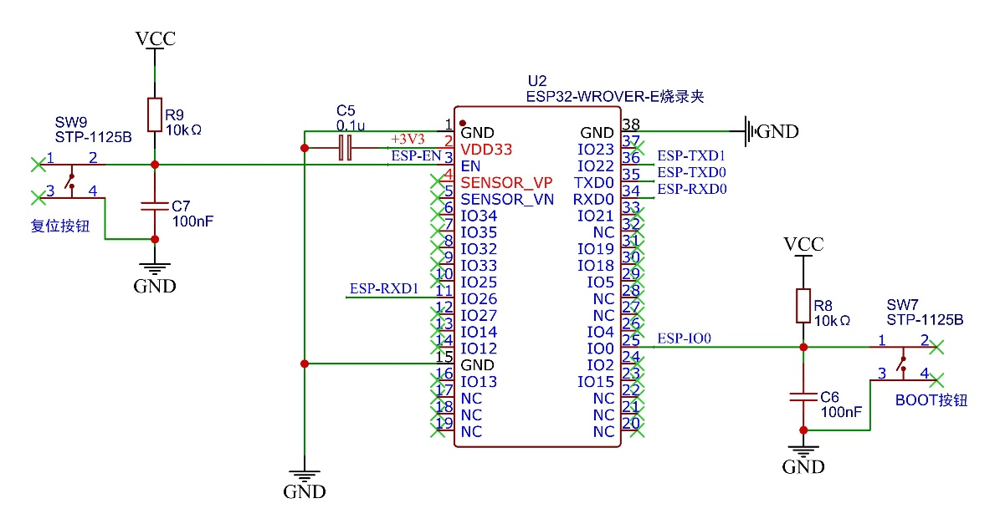 VCC
R9
10kΩ
SW9
STP-1125B
1 2
3 4
复位按钮
C7
100nF
GND
C5
0.1u
+3V3
ESP-EN
ESP-RXD1
GND
U2
ESP32-WROVER-E烧录夹
1 GND
2 VDD33
3 EN
4 SENSOR_VP
5 SENSOR_VN
6 IO34
7 IO35
8 IO32
9 IO33
10 IO25
11 IO26
12 IO27
13 IO14
14 IO12
15 GND
16 IO13
17 NC
18 NC
19 NC
GND 38
IO23 37
IO22 36
TXD0 35
RXD0 34
IO21 33
NC 32
IO19 31
IO18 30
IO5 29
NC 28
NC 27
IO4 26
IO0 25
IO2 24
IO15 23
NC 22
NC 21
NC 20
GND
ESP-TXD1
ESP-TXD0
ESP-RXD0
ESP-IO0
VCC
R8
10kΩ
SW7
STP-1125B
1 2
3 4
BOOT按钮
C6
100nF
GND